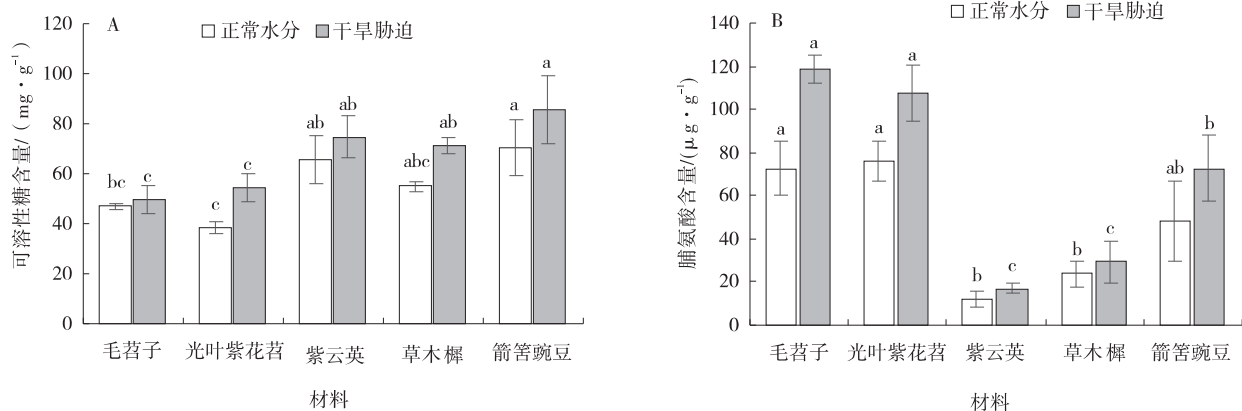 A
正常水分 干旱胁迫
可溶性糖含量/（mg·g⁻¹）
120
100
80
60
40
20
0
bc c
c c
ab ab
abc ab
a a
毛苕子 光叶紫花苕 紫云英 草木樨 箭筈豌豆
材料
B
正常水分 干旱胁迫
脯氨酸含量/(μg·g⁻¹)
140
120
100
80
60
40
20
0
a a
a a
b c
b c
ab b
毛苕子 光叶紫花苕 紫云英 草木樨 箭筈豌豆
材料